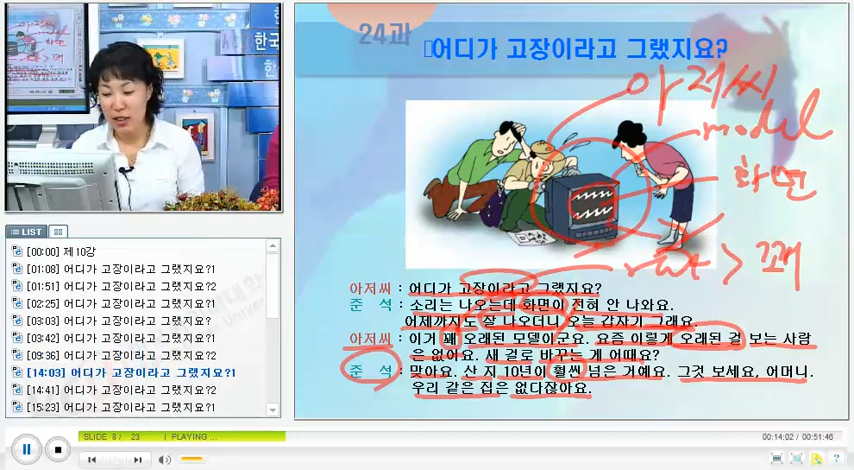 24과
어디가 고장이라고 그랬지요?
아저씨
model
화면
꽤
아저씨 : 어디가 고장이라고 그랬지요?
준 석 : 소리는 나오는데 화면이 전혀 안 나와요.
어제까지도 잘 나오더니 오늘 갑자기 그래요.
아저씨 : 이거 꽤 오래된 모델이군요. 요즘 이렇게 오래된 걸 보는 사람
은 없어요. 새 걸로 바꾸는 게 어때요?
준 석 : 맞아요. 산 지 10년이 훨씬 넘은 거예요. 그것 보세요, 어머니.
우리 같은 집은 없다잖아요.
LIST
[00:00] 제10강
[01:08] 어디가 고장이라고 그랬지요?1
[01:51] 어디가 고장이라고 그랬지요?2
[02:25] 어디가 고장이라고 그랬지요?1
[03:03] 어디가 고장이라고 그랬지요?
[03:42] 어디가 고장이라고 그랬지요?1
[09:36] 어디가 고장이라고 그랬지요?2
[14:03] 어디가 고장이라고 그랬지요?1
[14:41] 어디가 고장이라고 그랬지요?2
[15:23] 어디가 고장이라고 그랬지요?1
SLIDE 8 / 23 | PLAYING ...
00:14:02 / 00:51:46